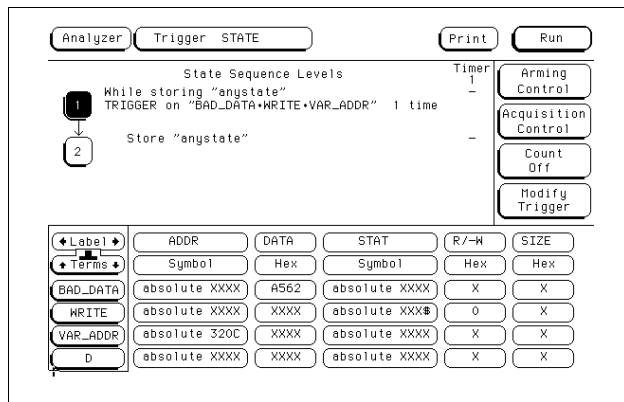 Analyzer Trigger STATE Print Run
State Sequence Levels Timer 1
Arming Control
1 While storing "anystate" -
TRIGGER on "BAD_DATA•WRITE•VAR_ADDR" 1 time
Acquisition Control
2 Store "anystate" -
Count Off
Modify Trigger
Label ADDR DATA STAT R/-W SIZE
Terms Symbol Hex Symbol Hex Hex
BAD_DATA absolute XXXX A562 absolute XXXX X X
WRITE absolute XXXX XXXX absolute XXX$ 0 X
VAR_ADDR absolute 320C XXXX absolute XXXX X X
D absolute XXXX XXXX absolute XXXX X X